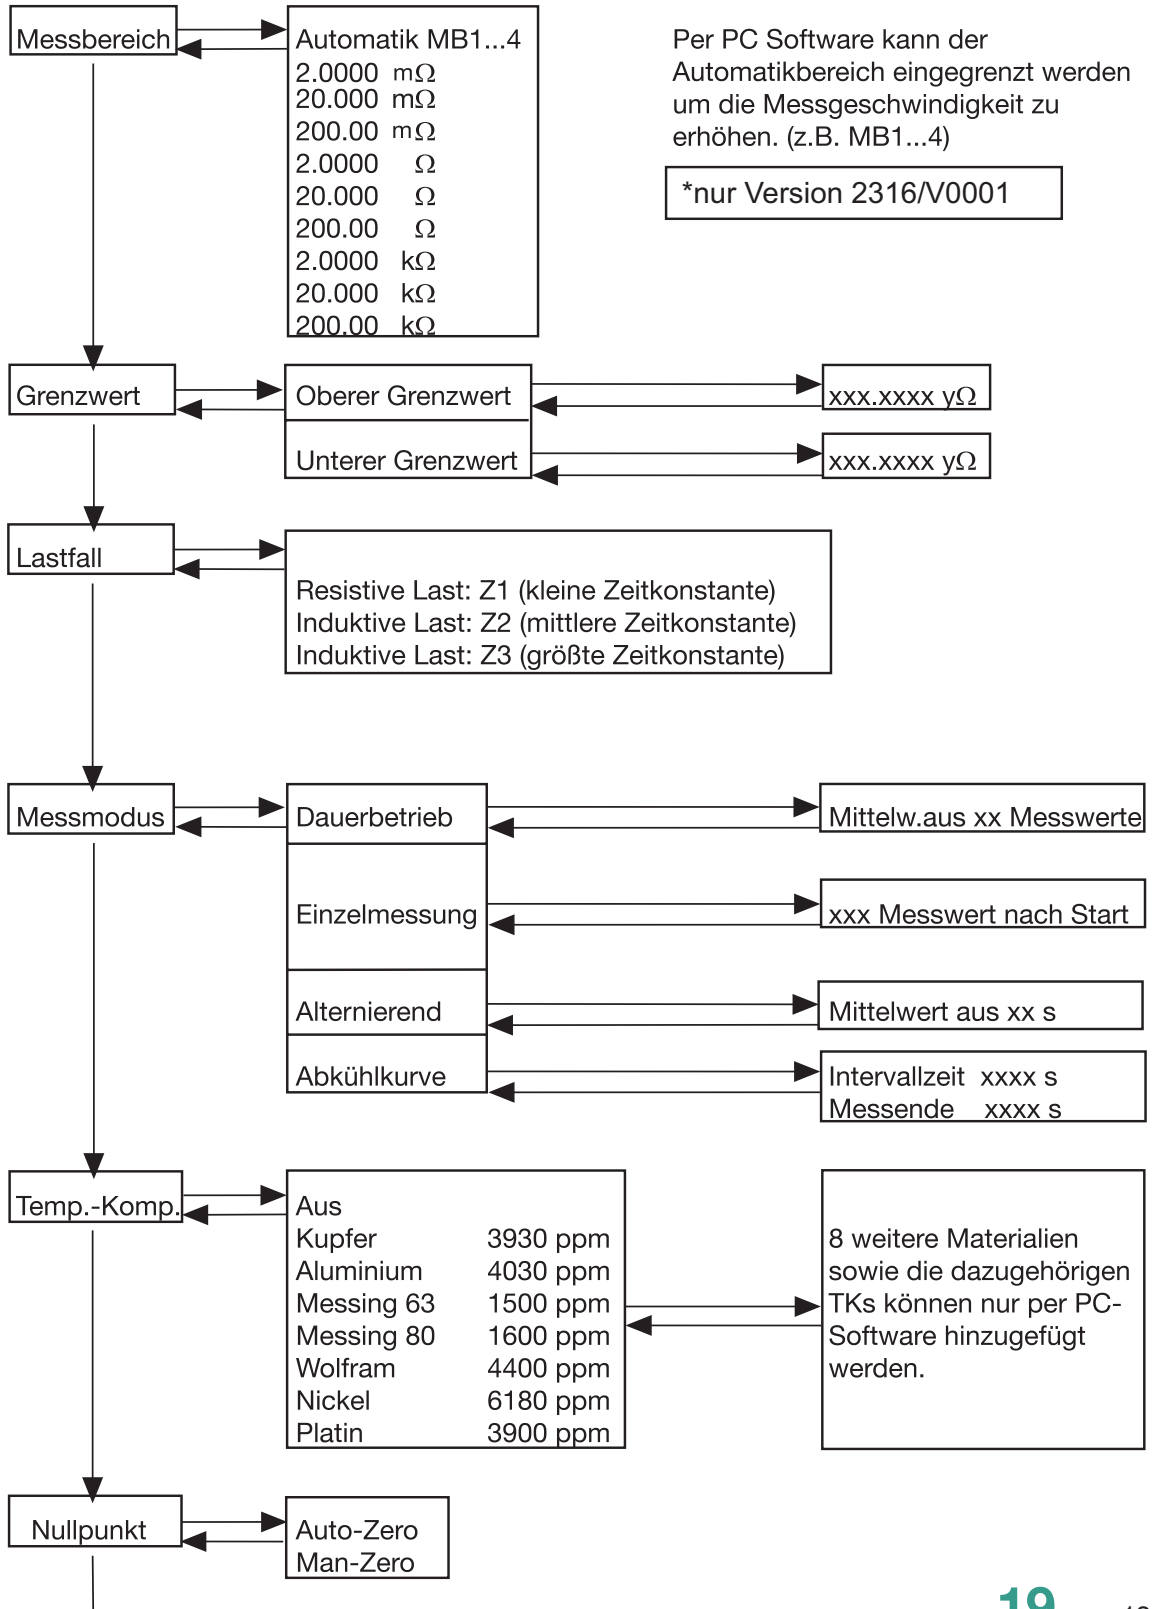 Messbereich
Automatik MB1...4
2.0000 mΩ
20.000 mΩ
200.00 mΩ
2.0000 Ω
20.000 Ω
200.00 Ω
2.0000 kΩ
20.000 kΩ
200.00 kΩ
Per PC Software kann der
Automatikbereich eingegrenzt werden
um die Messgeschwindigkeit zu
erhöhen. (z.B. MB1...4)
*nur Version 2316/V0001
Grenzwert
Oberer Grenzwert
xxx.xxxx yΩ
Unterer Grenzwert
xxx.xxxx yΩ
Lastfall
Resistive Last: Z1 (kleine Zeitkonstante)
Induktive Last: Z2 (mittlere Zeitkonstante)
Induktive Last: Z3 (größte Zeitkonstante)
Messmodus
Dauerbetrieb
Mittelw.aus xx Messwerte
Einzelmessung
xxx Messwert nach Start
Alternierend
Mittelwert aus xx s
Abkühlkurve
Intervallzeit xxxx s
Messende xxxx s
Temp.-Komp.
Aus
Kupfer 3930 ppm
Aluminium 4030 ppm
Messing 63 1500 ppm
Messing 80 1600 ppm
Wolfram 4400 ppm
Nickel 6180 ppm
Platin 3900 ppm
8 weitere Materialien
sowie die dazugehörigen
TKs können nur per PC-
Software hinzugefügt
werden.
Nullpunkt
Auto-Zero
Man-Zero
19